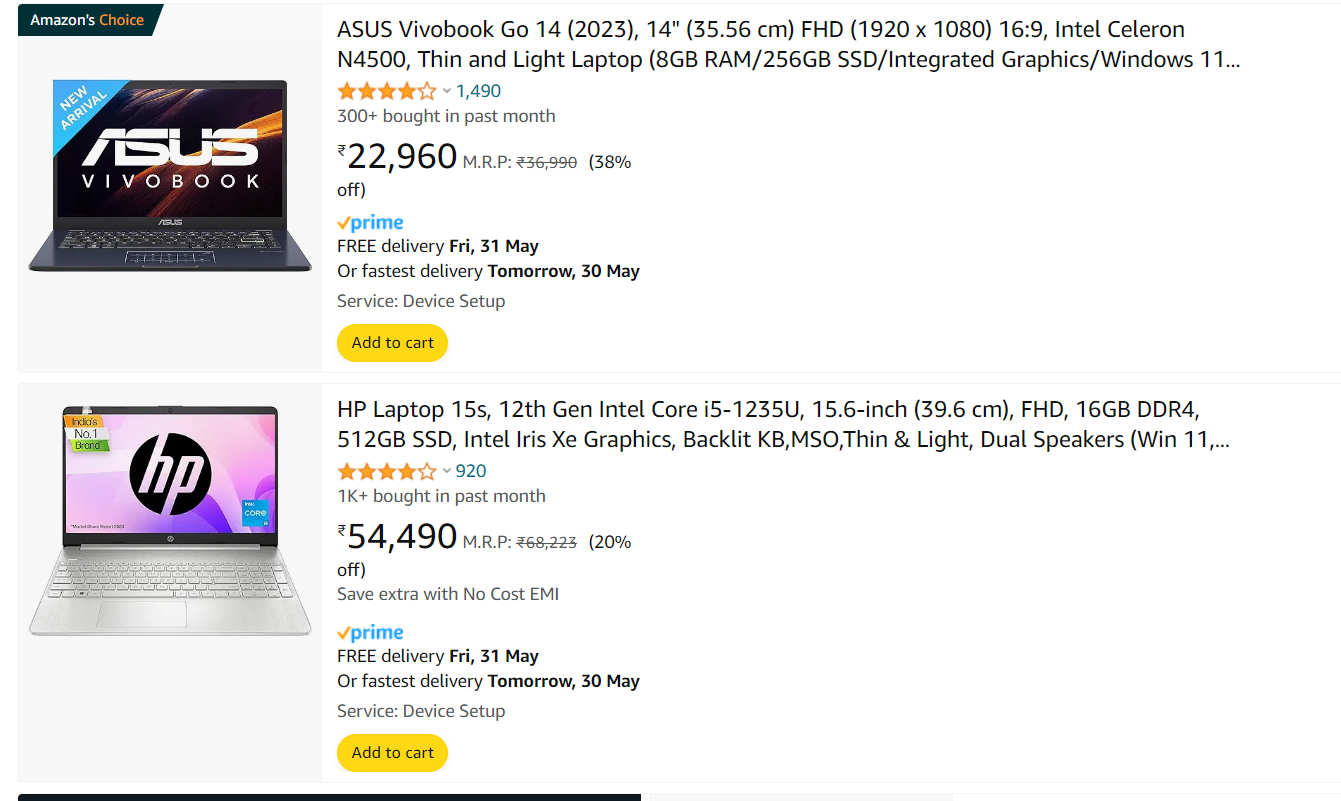 Amazon's Choice
NEW
ARRIVAL
ASUS
VIVOBOOK
ASUS
ASUS Vivobook Go 14 (2023), 14" (35.56 cm) FHD (1920 x 1080) 16:9, Intel Celeron
N4500, Thin and Light Laptop (8GB RAM/256GB SSD/Integrated Graphics/Windows 11...
1,490
300+ bought in past month
₹22,960 M.R.P: ₹36,990 (38%
off)
prime
FREE delivery Fri, 31 May
Or fastest delivery Tomorrow, 30 May
Service: Device Setup
Add to cart
India's
No.1
Brand*
hp
intel
CORE
i5
*Market Share Report 2023
hp
HP Laptop 15s, 12th Gen Intel Core i5-1235U, 15.6-inch (39.6 cm), FHD, 16GB DDR4,
512GB SSD, Intel Iris Xe Graphics, Backlit KB,MSO,Thin & Light, Dual Speakers (Win 11,...
920
1K+ bought in past month
₹54,490 M.R.P: ₹68,223 (20%
off)
Save extra with No Cost EMI
prime
FREE delivery Fri, 31 May
Or fastest delivery Tomorrow, 30 May
Service: Device Setup
Add to cart